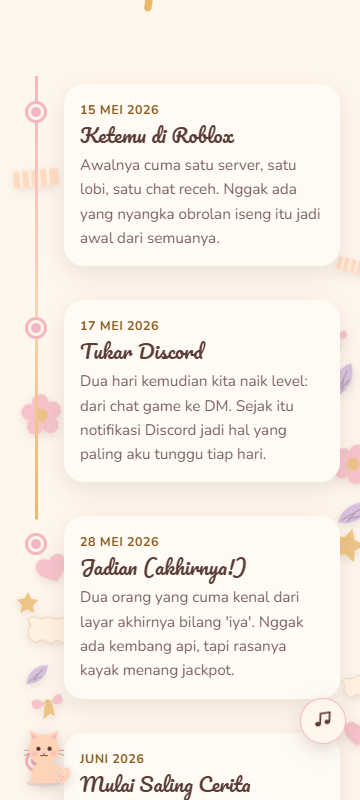 15 MEI 2026
Ketemu di Roblox
Awalnya cuma satu server, satu
lobi, satu chat receh. Nggak ada
yang nyangka obrolan iseng itu jadi
awal dari semuanya.
17 MEI 2026
Tukar Discord
Dua hari kemudian kita naik level:
dari chat game ke DM. Sejak itu
notifikasi Discord jadi hal yang
paling aku tunggu tiap hari.
28 MEI 2026
Jadian (akhirnya!)
Dua orang yang cuma kenal dari
layar akhirnya bilang 'iya'. Nggak
ada kembang api, tapi rasanya
kayak menang jackpot.
JUNI 2026
Mulai Saling Cerita